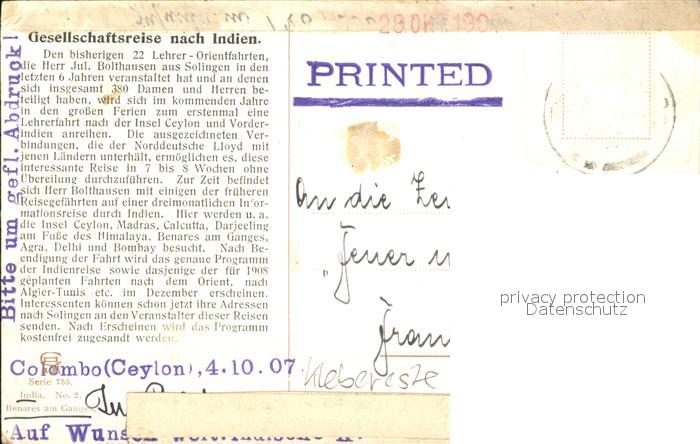 28 OKT 190
Gesellschaftsreise nach Indien.
PRINTED
Den bisherigen 22 Lehrer-Orientfahrten,
die Herr Jul. Bolthausen aus Solingen in den
letzten 6 Jahren veranstaltet hat und an denen
sich insgesamt 380 Damen und Herren be-
teiligt haben, wird sich im kommenden Jahre
in den großen Ferien zum erstenmal eine
Lehrerfahrt nach der Insel Ceylon und Vorder-
indien anreihen. Die ausgezeichneten Ver-
bindungen, die der Norddeutsche Lloyd mit
jenen Ländern unterhält, ermöglichen es, diese
interessante Reise in 7 bis 8 Wochen ohne
Übereilung durchzuführen. Zur Zeit befindet
sich Herr Bolthausen mit einigen der früheren
Reisegefährten auf einer dreimonatlichen Infor-
mationsreise durch Indien. Hier werden u. a.
die Insel Ceylon, Madras, Calcutta, Darjeeling
am Fuße des Himalaya, Benares am Ganges,
Agra, Delhi und Bombay besucht. Nach Be-
endigung der Fahrt wird das genaue Programm
der Indienreise sowie dasjenige der für 1908
geplanten Fahrten nach dem Orient, nach
Algier-Tunis etc. im Dezember erscheinen.
Interessenten können schon jetzt ihre Adressen
nach Solingen an den Veranstalter dieser Reisen
senden. Nach Erscheinen wird das Programm
kostenfrei zugesandt werden.
Bitte um gefl. Abdruck!
An die
privacy protection
Datenschutz
Colombo(Ceylon),4.10.07
Klebereste
Serie 755.
India. No. 2.
Benares am Ganges
Auf Wunsch